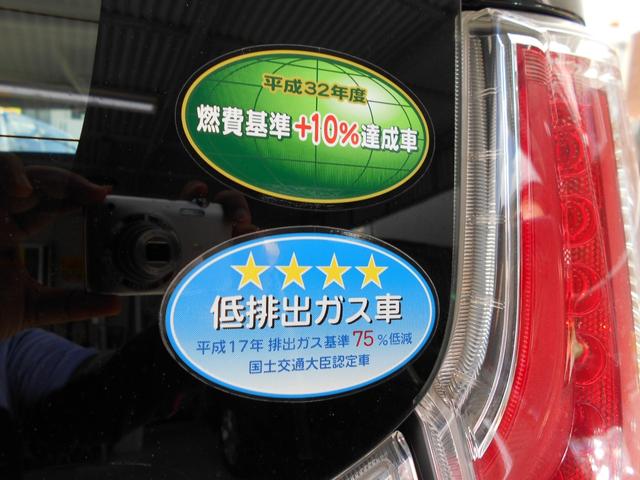 平成32年度
燃費基準+10%達成車
低排出ガス車
平成17年 排出ガス基準75%低減
国土交通大臣認定車